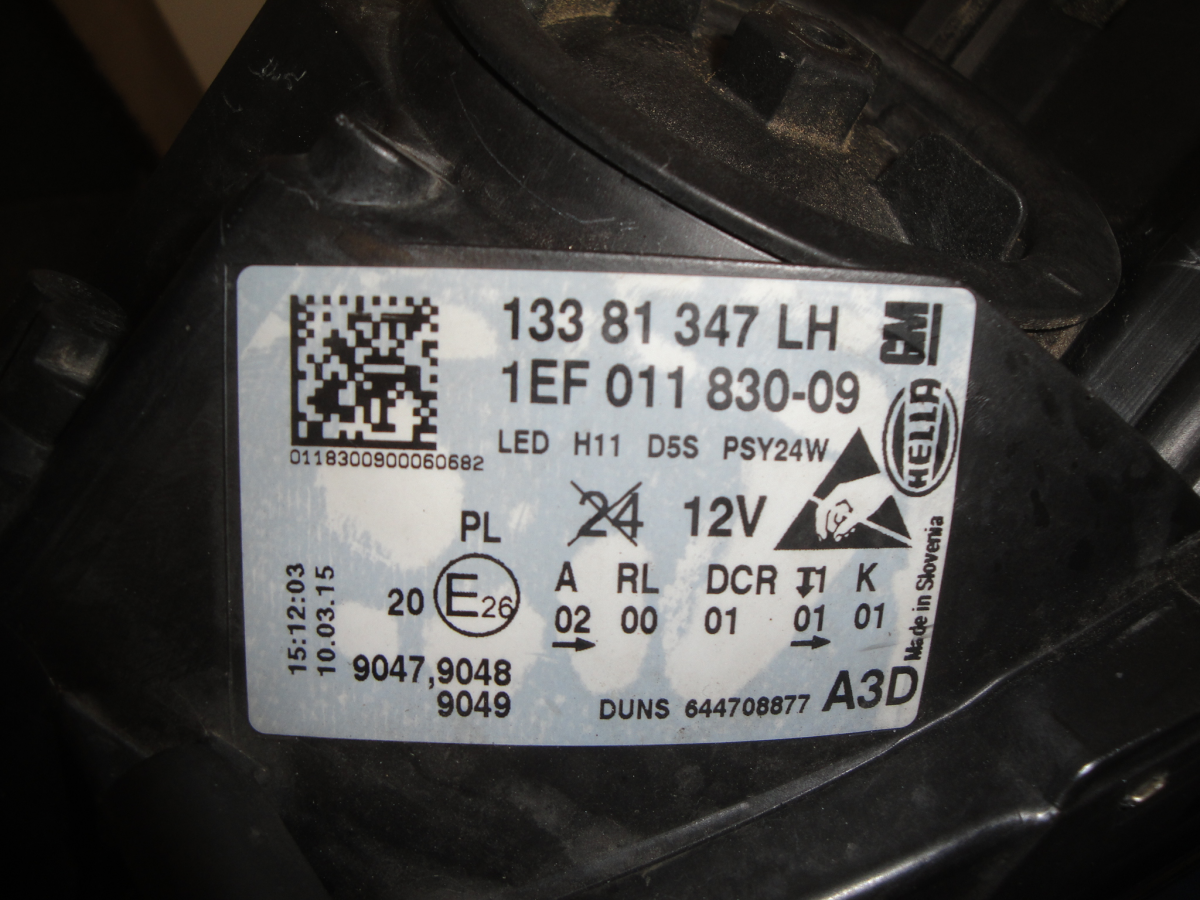 133 81 347 LH
GM
1EF 011 830-09
HELLA
LED H11 D5S PSY24W
0118300900060682
24 12V
PL
20 E26
A RL DCR T1 K
02 00 01 01 01
15:12:03
10.03.15
9047,9048
9049
DUNS 644708877 A3D
Made in Slovenia